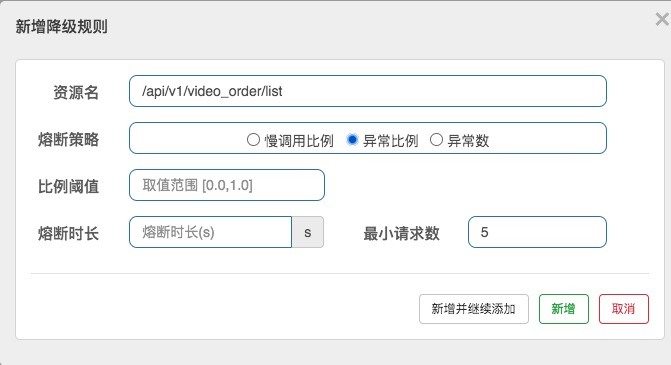 新增降级规则 ×
资源名 /api/v1/video_order/list
熔断策略 慢调用比例 异常比例 异常数
比例阈值 取值范围 [0.0,1.0]
熔断时长 熔断时长(s) s 最小请求数 5
新增并继续添加 新增 取消